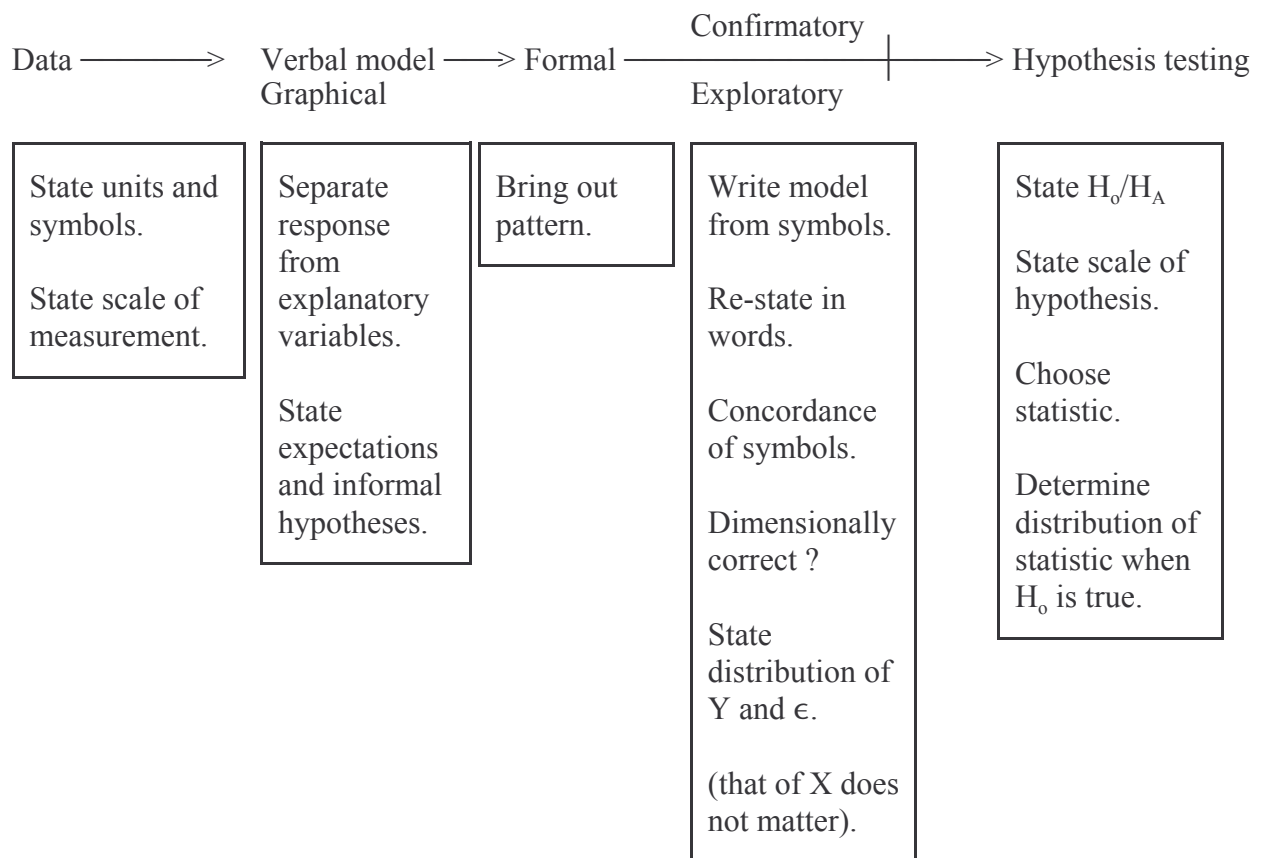 Confirmatory
Data Verbal model Formal Hypothesis testing
Graphical Exploratory
State units and
symbols.
State scale of
measurement.
Separate
response
from
explanatory
variables.
State
expectations
and informal
hypotheses.
Bring out
pattern.
Write model
from symbols.
Re-state in
words.
Concordance
of symbols.
Dimensionally
correct ?
State
distribution of
Y and ϵ.
(that of X does
not matter).
State Hₒ/H_A
State scale of
hypothesis.
Choose
statistic.
Determine
distribution of
statistic when
Hₒ is true.